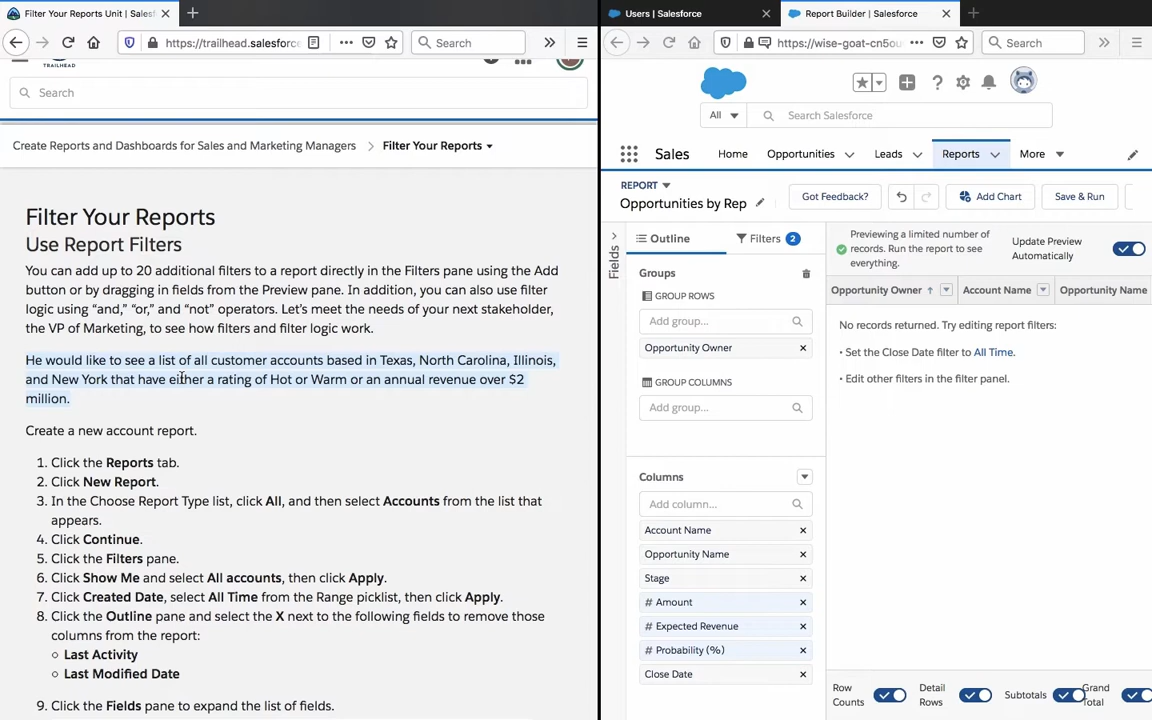 Filter Your Reports Unit | Salesf
https://trailhead.salesforc
Search
TRAILHEAD
Search
Create Reports and Dashboards for Sales and Marketing Managers > Filter Your Reports
Filter Your Reports
Use Report Filters
You can add up to 20 additional filters to a report directly in the Filters pane using the Add
button or by dragging in fields from the Preview pane. In addition, you can also use filter
logic using “and,” “or,” and “not” operators. Let’s meet the needs of your next stakeholder,
the VP of Marketing, to see how filters and filter logic work.
He would like to see a list of all customer accounts based in Texas, North Carolina, Illinois,
and New York that have either a rating of Hot or Warm or an annual revenue over $2
million.
Create a new account report.
1. Click the Reports tab.
2. Click New Report.
3. In the Choose Report Type list, click All, and then select Accounts from the list that
appears.
4. Click Continue.
5. Click the Filters pane.
6. Click Show Me and select All accounts, then click Apply.
7. Click Created Date, select All Time from the Range picklist, then click Apply.
8. Click the Outline pane and select the X next to the following fields to remove those
columns from the report:
Last Activity
Last Modified Date
9. Click the Fields pane to expand the list of fields.
Users | Salesforce
Report Builder | Salesforce
https://wise-goat-cn5ou
Search
All
Search Salesforce
Sales
Home
Opportunities
Leads
Reports
More
REPORT
Opportunities by Rep
Got Feedback?
Add Chart
Save & Run
Fields
Outline
Filters 2
Groups
GROUP ROWS
Add group...
Opportunity Owner
GROUP COLUMNS
Add group...
Columns
Add column...
Account Name
Opportunity Name
Stage
# Amount
# Expected Revenue
# Probability (%)
Close Date
Previewing a limited number of
records. Run the report to see
everything.
Update Preview
Automatically
Opportunity Owner ↑
Account Name
Opportunity Name
No records returned. Try editing report filters:
• Set the Close Date filter to All Time.
• Edit other filters in the filter panel.
Row
Counts
Detail
Rows
Subtotals
Grand
Total